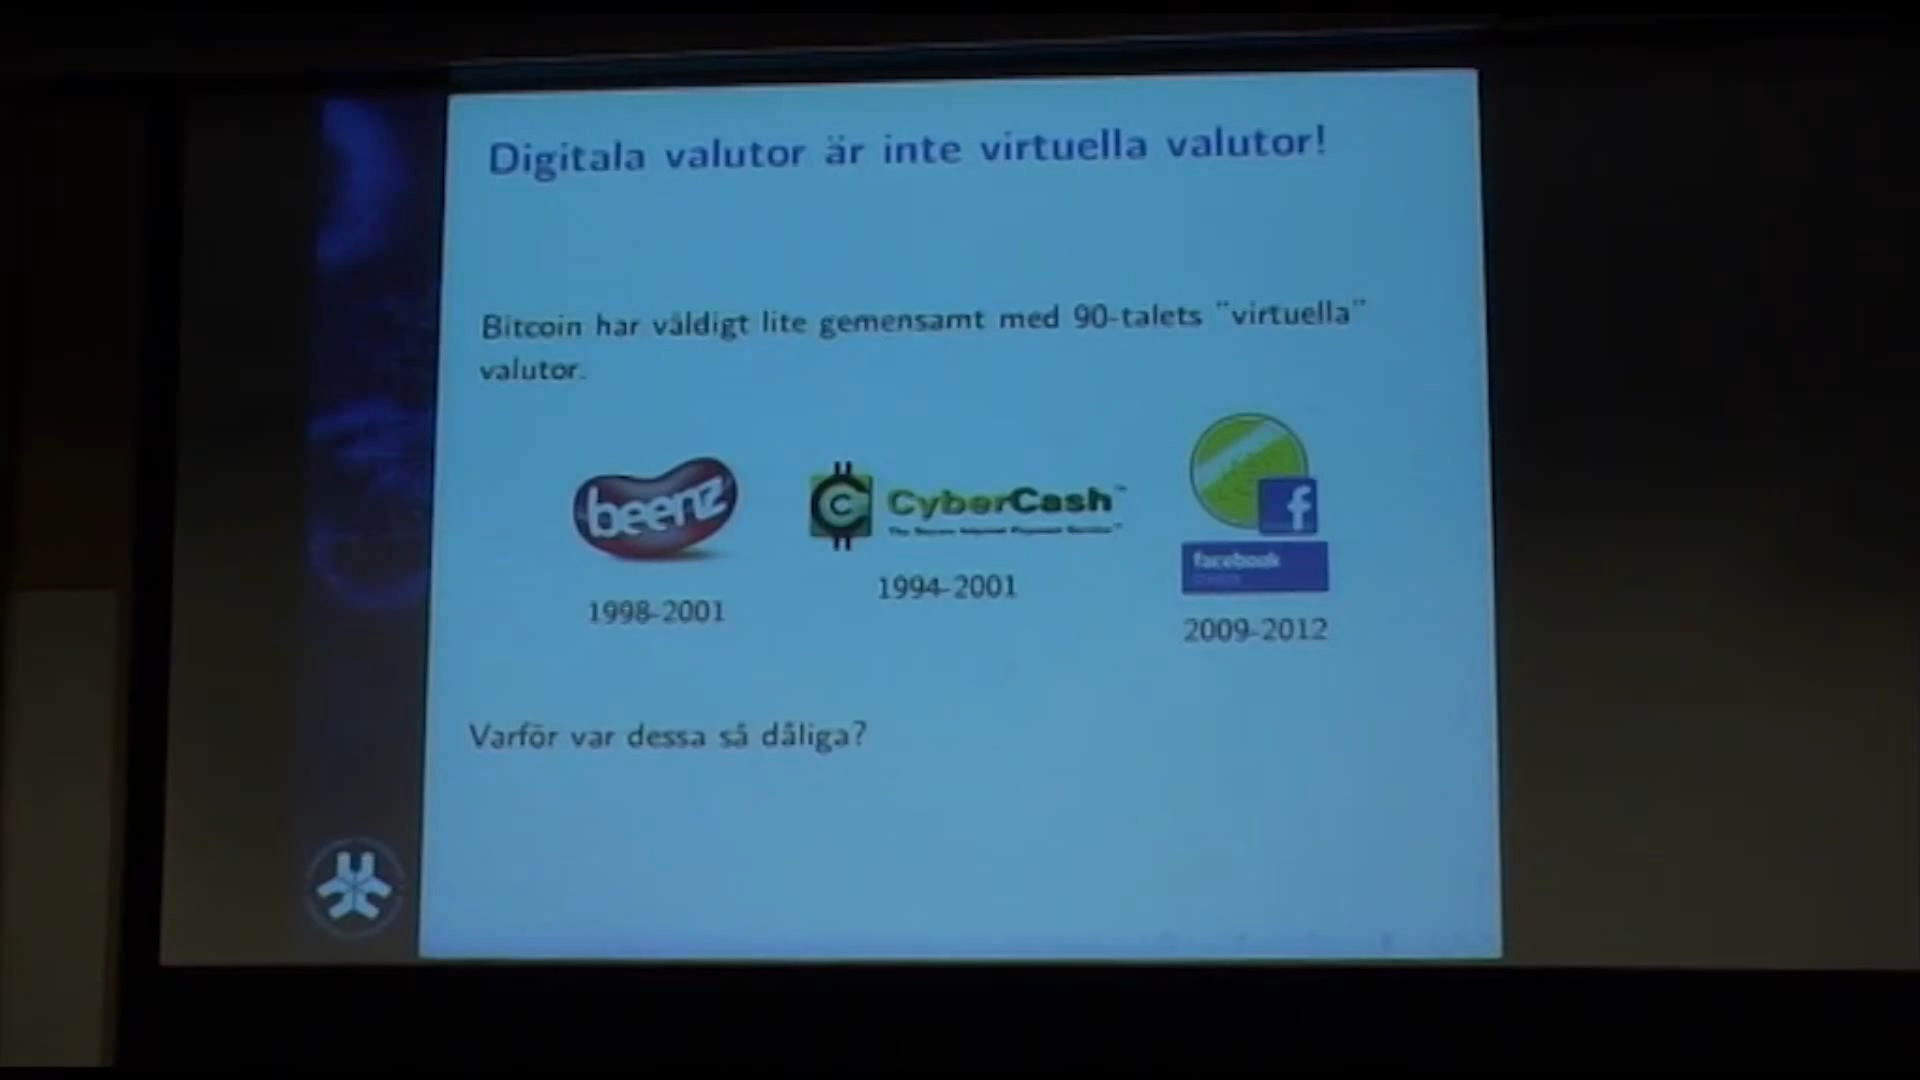 Digitala valutor är inte virtuella valutor!
Bitcoin har väldigt lite gemensamt med 90-talets "virtuella"
valutor.
beenz
CyberCash™
1998-2001
1994-2001
facebook
2009-2012
Varför var dessa så dåliga?